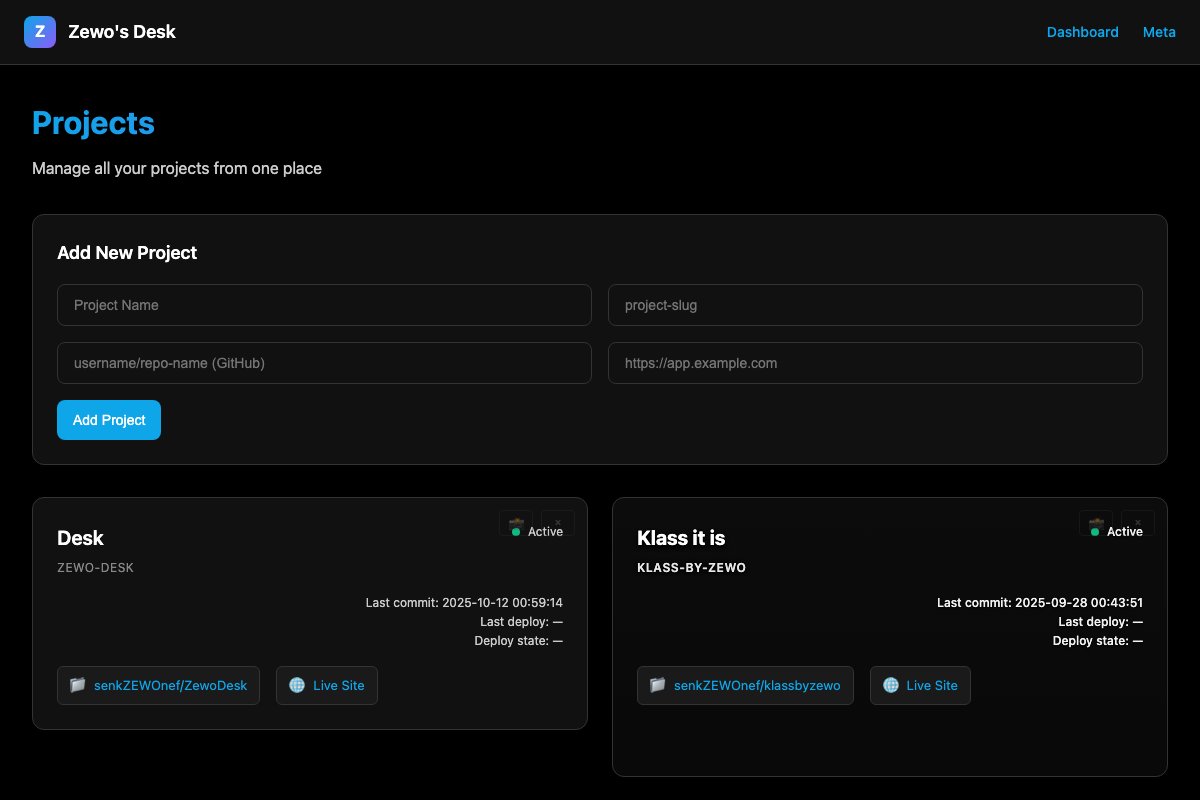 Z
Zewo's Desk
Dashboard
Meta
Projects
Manage all your projects from one place
Add New Project
Project Name
project-slug
username/repo-name (GitHub)
https://app.example.com
Add Project
Desk
Active
ZEWO-DESK
Last commit: 2025-10-12 00:59:14
Last deploy: —
Deploy state: —
senkZEWOnef/ZewoDesk
Live Site
Klass it is
Active
KLASS-BY-ZEWO
Last commit: 2025-09-28 00:43:51
Last deploy: —
Deploy state: —
senkZEWOnef/klassbyzewo
Live Site